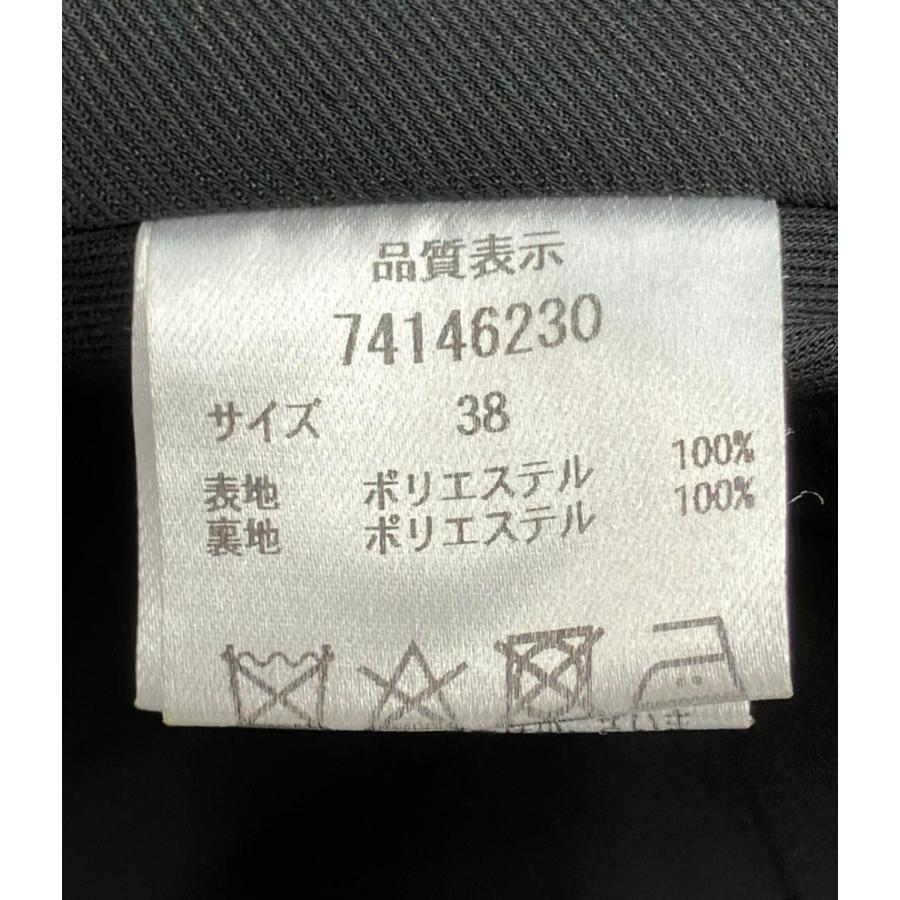 品質表示
74146230
サイズ 38
表地 ポリエステル 100%
裏地 ポリエステル 100%